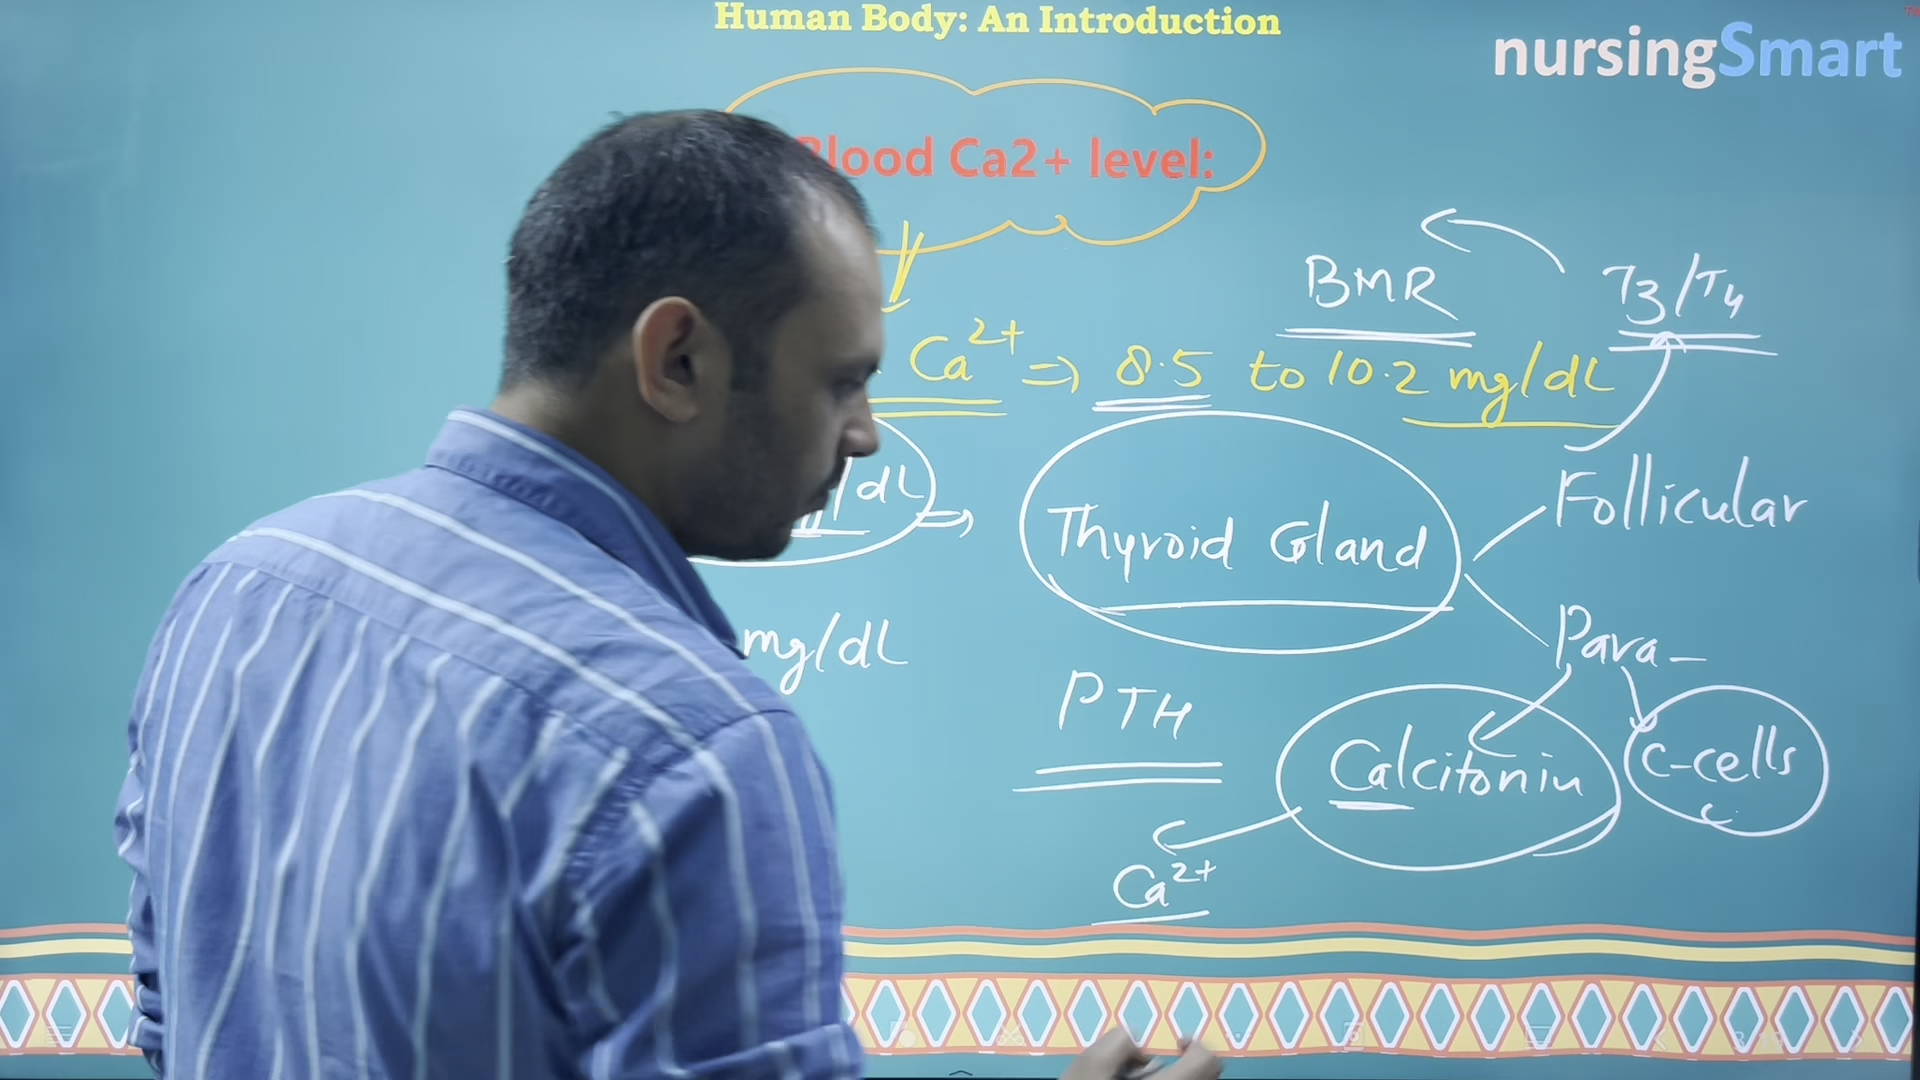 Human Body: An Introduction
nursingSmart
Blood Ca2+ level:
BMR
T3/T4
Ca2+ => 8.5 to 10.2 mg/dL
/dL =>
Thyroid Gland
Follicular
mg/dL
Para-
PTH
Calcitonin
C-cells
Ca2+